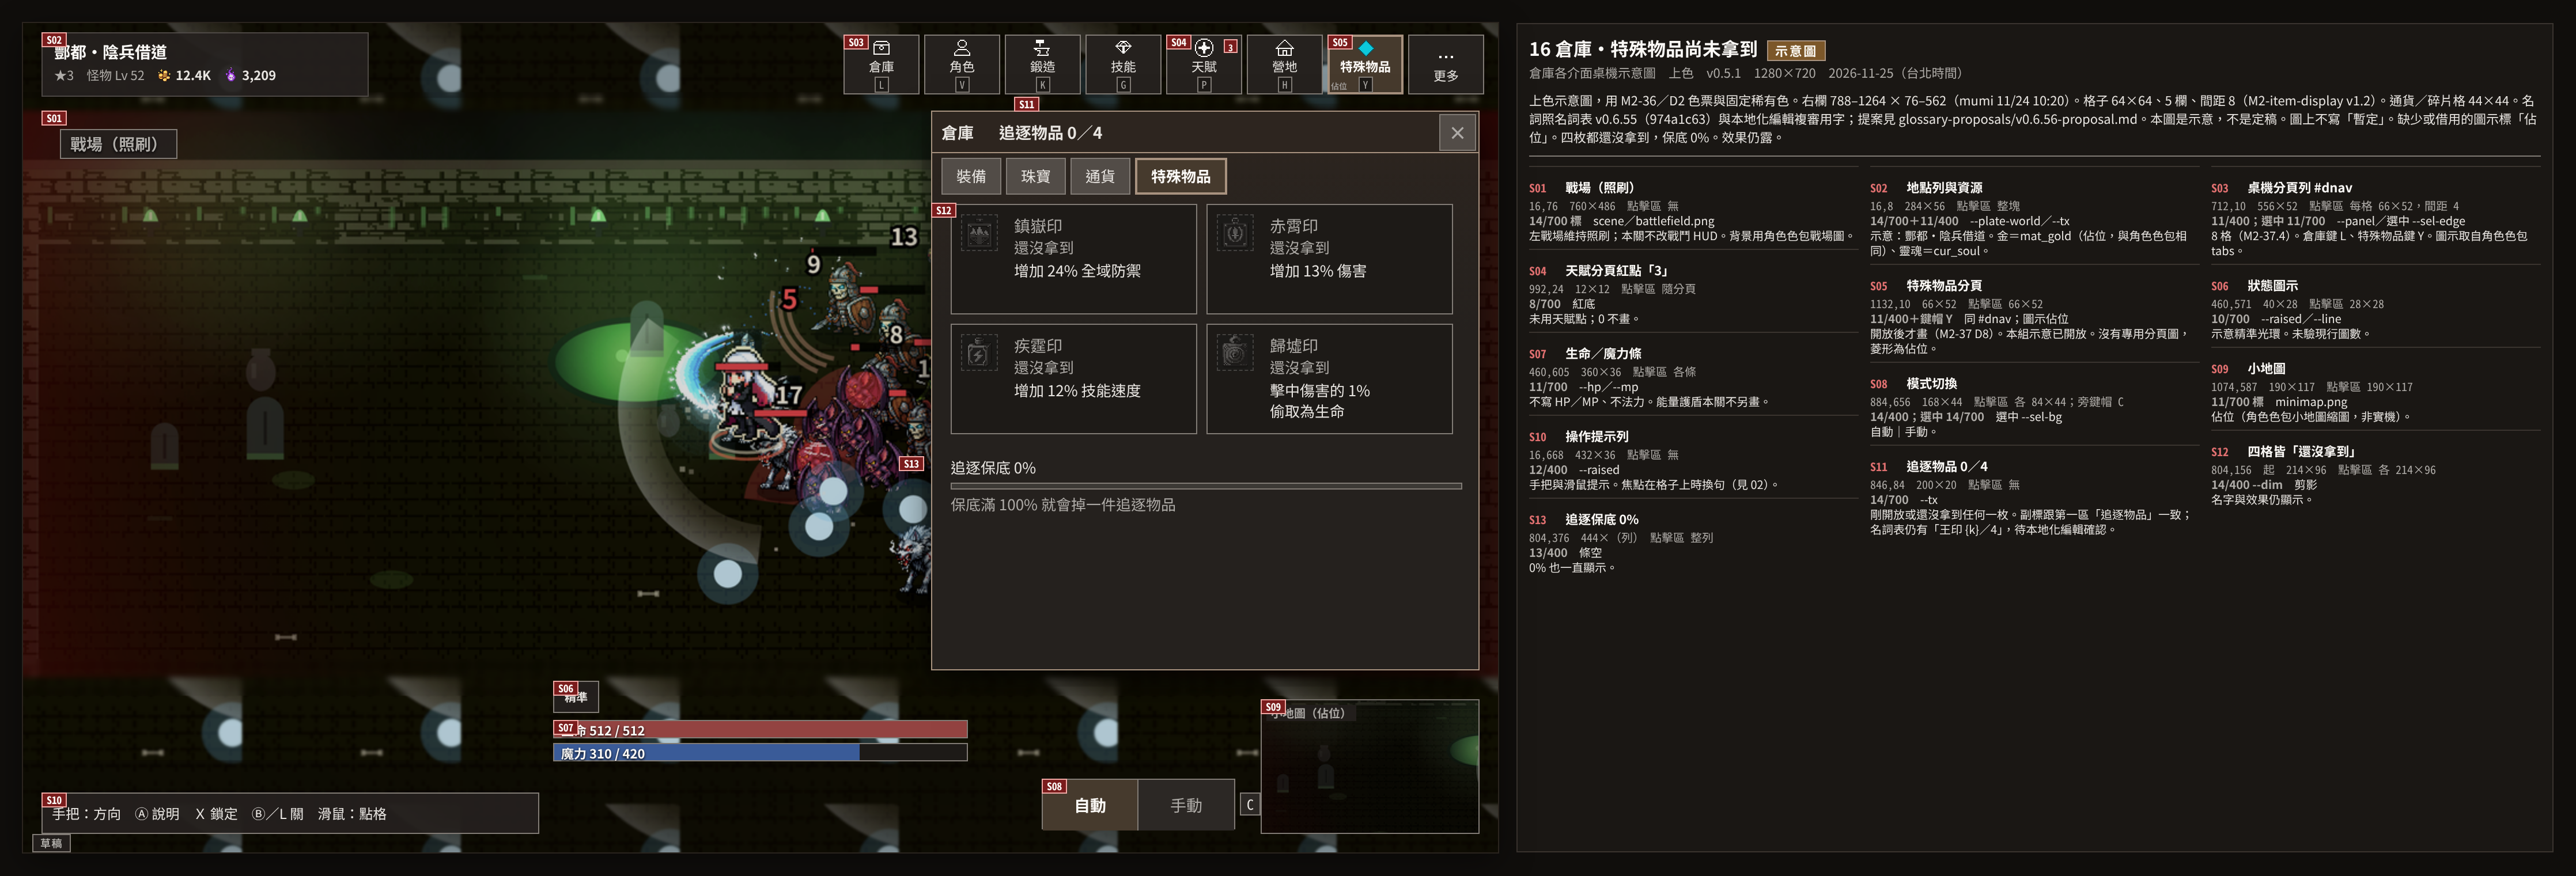 S02
酆都・陰兵借道
★3 怪物 Lv 52 12.4K 3,209
S03
倉庫
L
角色
V
鍛造
K
技能
G
S04
3
天賦
P
營地
H
S05
特殊物品
佔位
Y
…
更多
S01
戰場（照刷）
S11
倉庫 追逐物品 0／4
×
裝備
珠寶
通貨
特殊物品
S12
鎮嶽印
還沒拿到
增加 24% 全域防禦
赤霄印
還沒拿到
增加 13% 傷害
疾霆印
還沒拿到
增加 12% 技能速度
歸墟印
還沒拿到
擊中傷害的 1%
偷取為生命
13
9
5
8
1
17
S13
追逐保底 0%
保底滿 100% 就會掉一件追逐物品
S06
精準
S07
命 512 / 512
魔力 310 / 420
S09
地圖（佔位）
S08
自動
手動
C
S10
手把：方向 Ⓐ 說明 X 鎖定 Ⓑ／L 關 滑鼠：點格
草稿
16 倉庫・特殊物品尚未拿到 示意圖
倉庫各介面桌機示意圖 上色 v0.5.1 1280×720 2026-11-25（台北時間）
上色示意圖，用 M2-36／D2 色票與固定稀有色。右欄 788–1264 × 76–562（mumi 11/24 10:20）。格子 64×64、5 欄、間距 8（M2-item-display v1.2）。通貨／碎片格 44×44。名
詞照名詞表 v0.6.55（974a1c63）與本地化編輯複審用字；提案見 glossary-proposals/v0.6.56-proposal.md。本圖是示意，不是定稿。圖上不寫「暫定」。缺少或借用的圖示標「佔
位」。四枚都還沒拿到，保底 0%。效果仍露。
S01 戰場（照刷）
16,76 760×486 點擊區 無
14/700 標 scene／battlefield.png
左戰場維持照刷；本關不改戰鬥 HUD。背景用角色色包戰場圖。
S04 天賦分頁紅點「3」
992,24 12×12 點擊區 隨分頁
8/700 紅底
未用天賦點；0 不畫。
S07 生命／魔力條
460,605 360×36 點擊區 各條
11/700 --hp／--mp
不寫 HP／MP、不法力。能量護盾本關不另畫。
S10 操作提示列
16,668 432×36 點擊區 無
12/400 --raised
手把與滑鼠提示。焦點在格子上時換句（見 02）。
S13 追逐保底 0%
804,376 444×（列） 點擊區 整列
13/400 條空
0% 也一直顯示。
S02 地點列與資源
16,8 284×56 點擊區 整塊
14/700＋11/400 --plate-world／--tx
示意：酆都・陰兵借道。金＝mat_gold（佔位，與角色色包相
同）、靈魂＝cur_soul。
S05 特殊物品分頁
1132,10 66×52 點擊區 66×52
11/400＋鍵帽 Y 同 #dnav；圖示佔位
開放後才畫（M2-37 D8）。本組示意已開放。沒有專用分頁圖，
菱形為佔位。
S08 模式切換
884,656 168×44 點擊區 各 84×44；旁鍵帽 C
14/400；選中 14/700 選中 --sel-bg
自動｜手動。
S11 追逐物品 0／4
846,84 200×20 點擊區 無
14/700 --tx
剛開放或還沒拿到任何一枚。副標跟第一區「追逐物品」一致；
名詞表仍有「王印 {k}／4」，待本地化編輯確認。
S03 桌機分頁列 #dnav
712,10 556×52 點擊區 每格 66×52，間距 4
11/400；選中 11/700 --panel／選中 --sel-edge
8 格（M2-37.4）。倉庫鍵 L、特殊物品鍵 Y。圖示取自角色色包
tabs。
S06 狀態圖示
460,571 40×28 點擊區 28×28
10/700 --raised／--line
示意精準光環。未驗現行圖數。
S09 小地圖
1074,587 190×117 點擊區 190×117
11/700 標 minimap.png
佔位（角色色包小地圖縮圖，非實機）。
S12 四格皆「還沒拿到」
804,156 起 214×96 點擊區 各 214×96
14/400 --dim 剪影
名字與效果仍顯示。